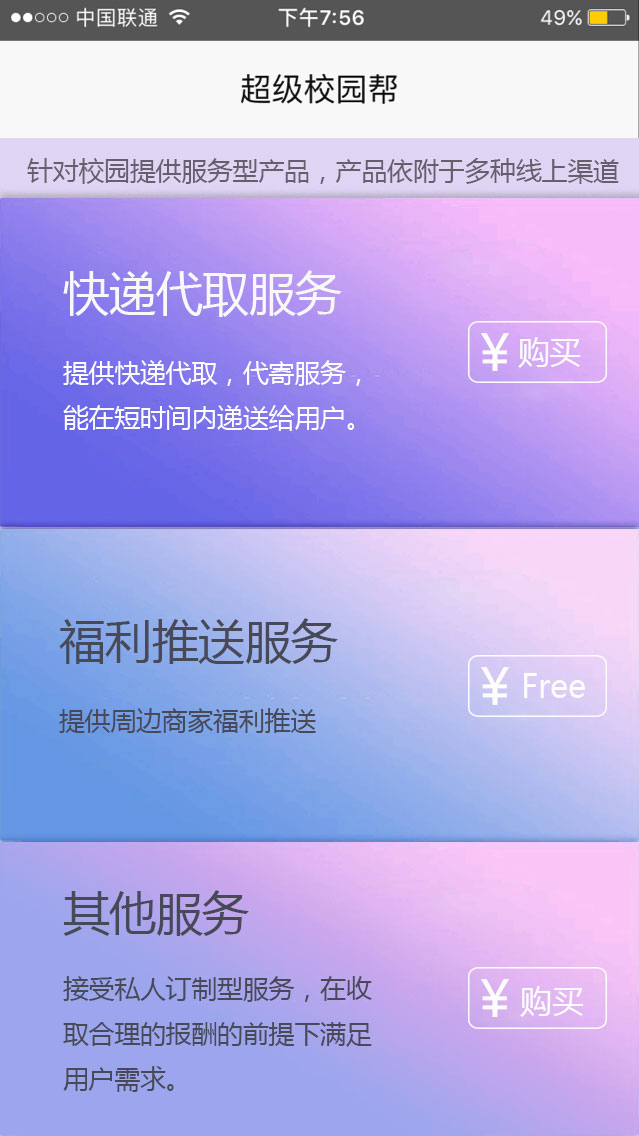 中国联通 下午7:56 49%
超级校园帮
针对校园提供服务型产品，产品依附于多种线上渠道
快递代取服务
提供快递代取，代寄服务，
能在短时间内递送给用户。
¥ 购买
福利推送服务
提供周边商家福利推送
¥ Free
其他服务
接受私人订制型服务，在收
取合理的报酬的前提下满足
用户需求。
¥ 购买